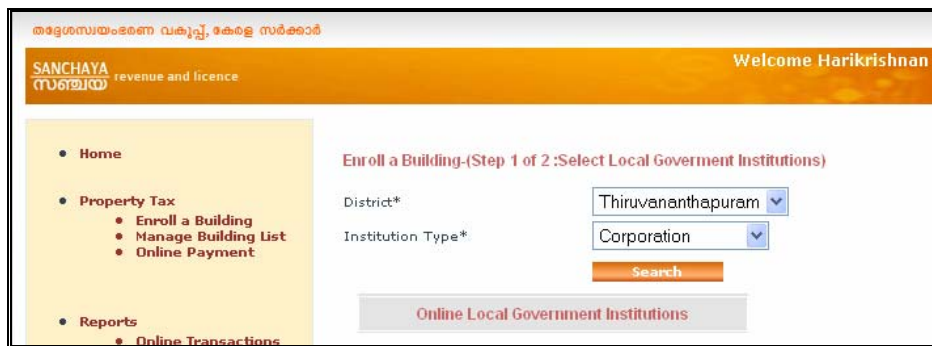 തദ്ദേശസ്വയംഭരണ വകുപ്പ്, കേരള സർക്കാർ
SANCHAYA
സഞ്ചയ
revenue and licence
Welcome Harikrishnan
Home
Property Tax
Enroll a Building
Manage Building List
Online Payment
Reports
Online Transactions
Enroll a Building-(Step 1 of 2 :Select Local Goverment Institutions)
District* Thiruvananthapuram
Institution Type* Corporation
Search
Online Local Government Institutions